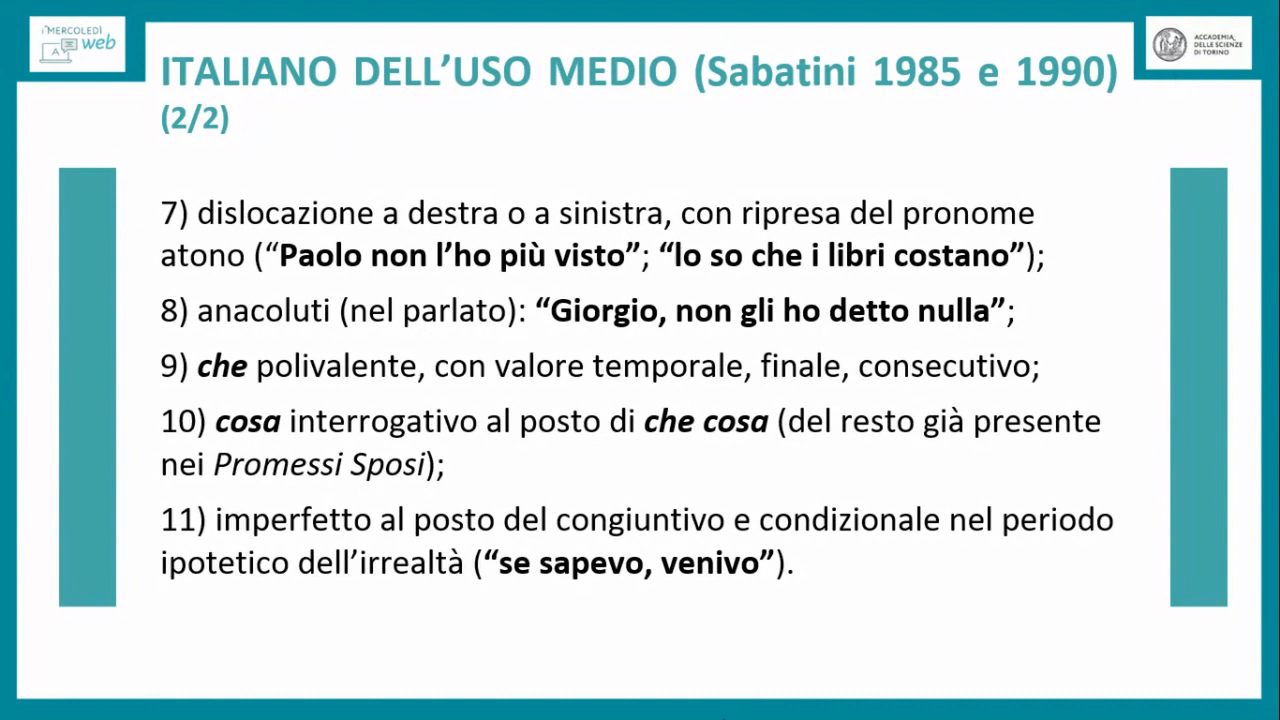 i MERCOLEDÌ
A
web
ACCADEMIA
DELLE SCIENZE
DI TORINO
ITALIANO DELL’USO MEDIO (Sabatini 1985 e 1990)
(2/2)
7) dislocazione a destra o a sinistra, con ripresa del pronome
atono (“Paolo non l’ho più visto”; “lo so che i libri costano”);
8) anacoluti (nel parlato): “Giorgio, non gli ho detto nulla”;
9) che polivalente, con valore temporale, finale, consecutivo;
10) cosa interrogativo al posto di che cosa (del resto già presente
nei Promessi Sposi);
11) imperfetto al posto del congiuntivo e condizionale nel periodo
ipotetico dell’irrealtà (“se sapevo, venivo”).